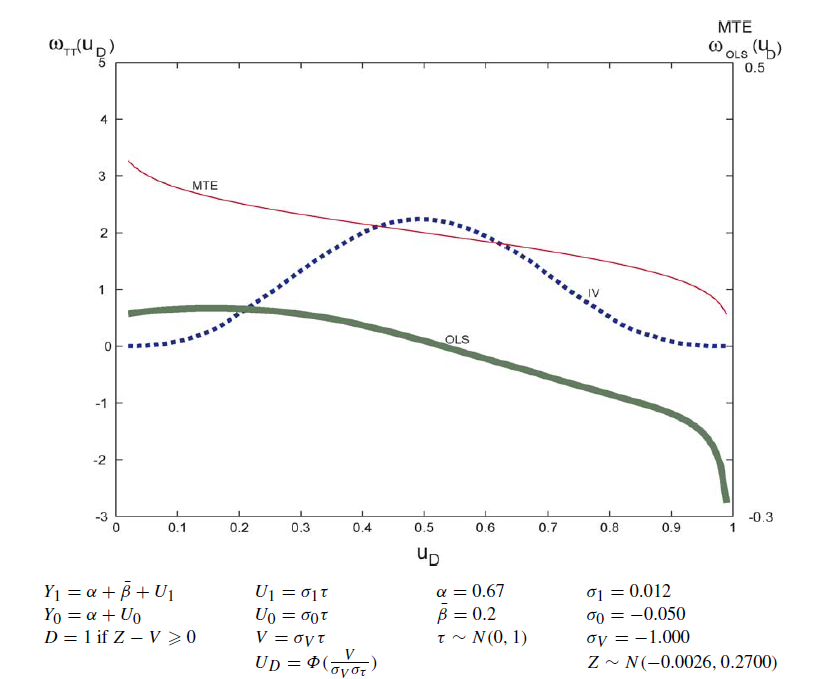 MTE
ω_TT(u_D)
ω_OLS(u_D)
5
0.5
4
3
MTE
2
1
IV
OLS
0
-1
-2
-3
-0.3
0 0.1 0.2 0.3 0.4 0.5 0.6 0.7 0.8 0.9 1
u_D
Y₁ = α + β̄ + U₁ U₁ = σ₁τ α = 0.67 σ₁ = 0.012
Y₀ = α + U₀ U₀ = σ₀τ β̄ = 0.2 σ₀ = −0.050
D = 1 if Z − V ⩾ 0 V = σ_V τ τ ∼ N(0, 1) σ_V = −1.000
U_D = Φ(V/(σ_V σ_τ)) Z ∼ N(−0.0026, 0.2700)